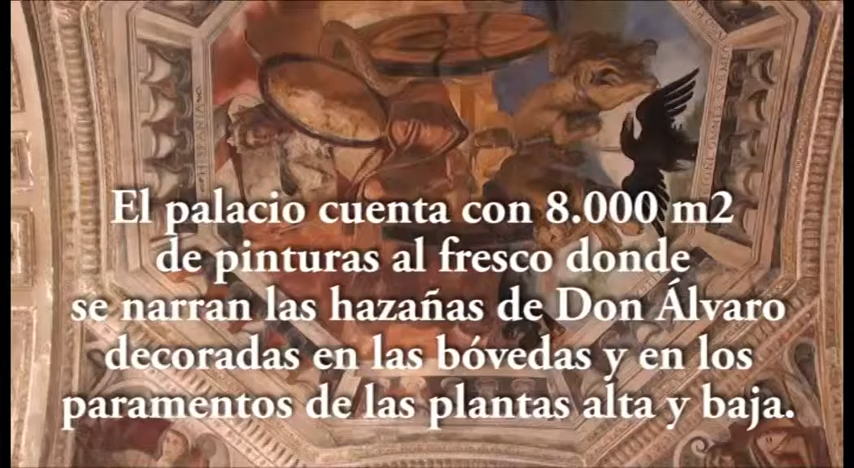 El palacio cuenta con 8.000 m2
de pinturas al fresco donde
se narran las hazañas de Don Álvaro
decoradas en las bóvedas y en los
paramentos de las plantas alta y baja.